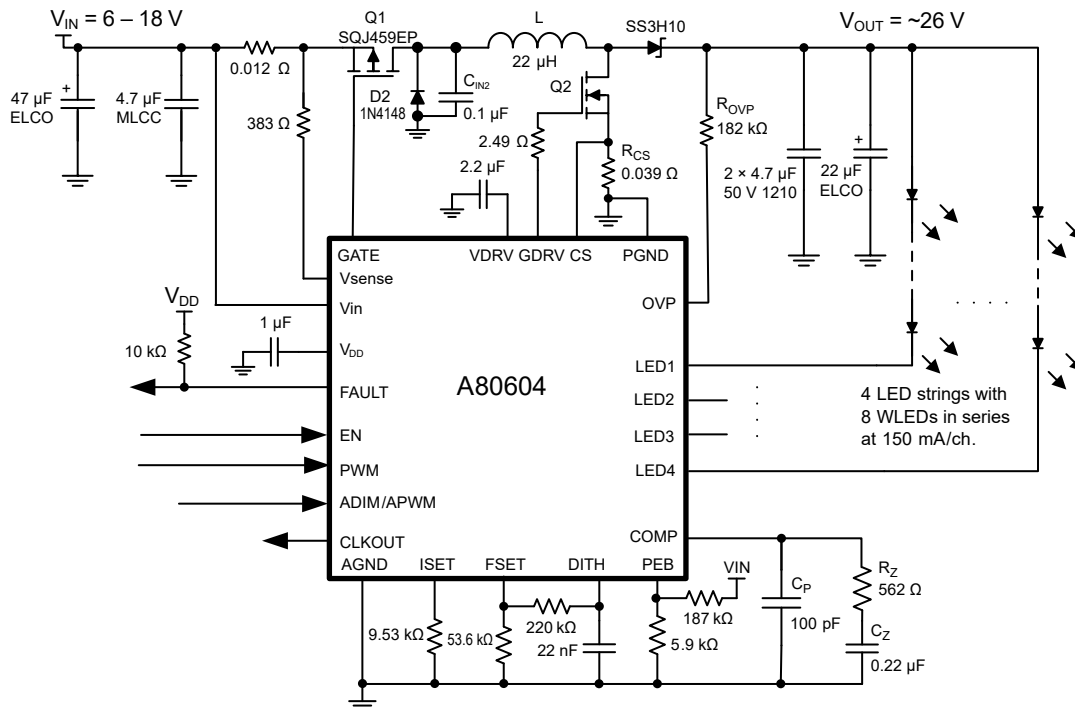 V_IN = 6 – 18 V
Q1
SQJ459EP
L
22 µH
SS3H10
V_OUT = ~26 V
0.012 Ω
47 µF
ELCO
+
4.7 µF
MLCC
383 Ω
D2
1N4148
C_IN2
0.1 µF
Q2
2.49 Ω
2.2 µF
R_CS
0.039 Ω
R_OVP
182 kΩ
2 × 4.7 µF
50 V 1210
+
22 µF
ELCO
GATE
VDRV
GDRV
CS
PGND
Vsense
Vin
OVP
V_DD
10 kΩ
1 µF
V_DD
FAULT
A80604
LED1
LED2
LED3
LED4
. . . .
4 LED strings with
8 WLEDs in series
at 150 mA/ch.
EN
PWM
ADIM/APWM
CLKOUT
COMP
AGND
ISET
FSET
DITH
PEB
VIN
9.53 kΩ
53.6 kΩ
220 kΩ
22 nF
187 kΩ
5.9 kΩ
C_P
100 pF
R_Z
562 Ω
C_Z
0.22 µF